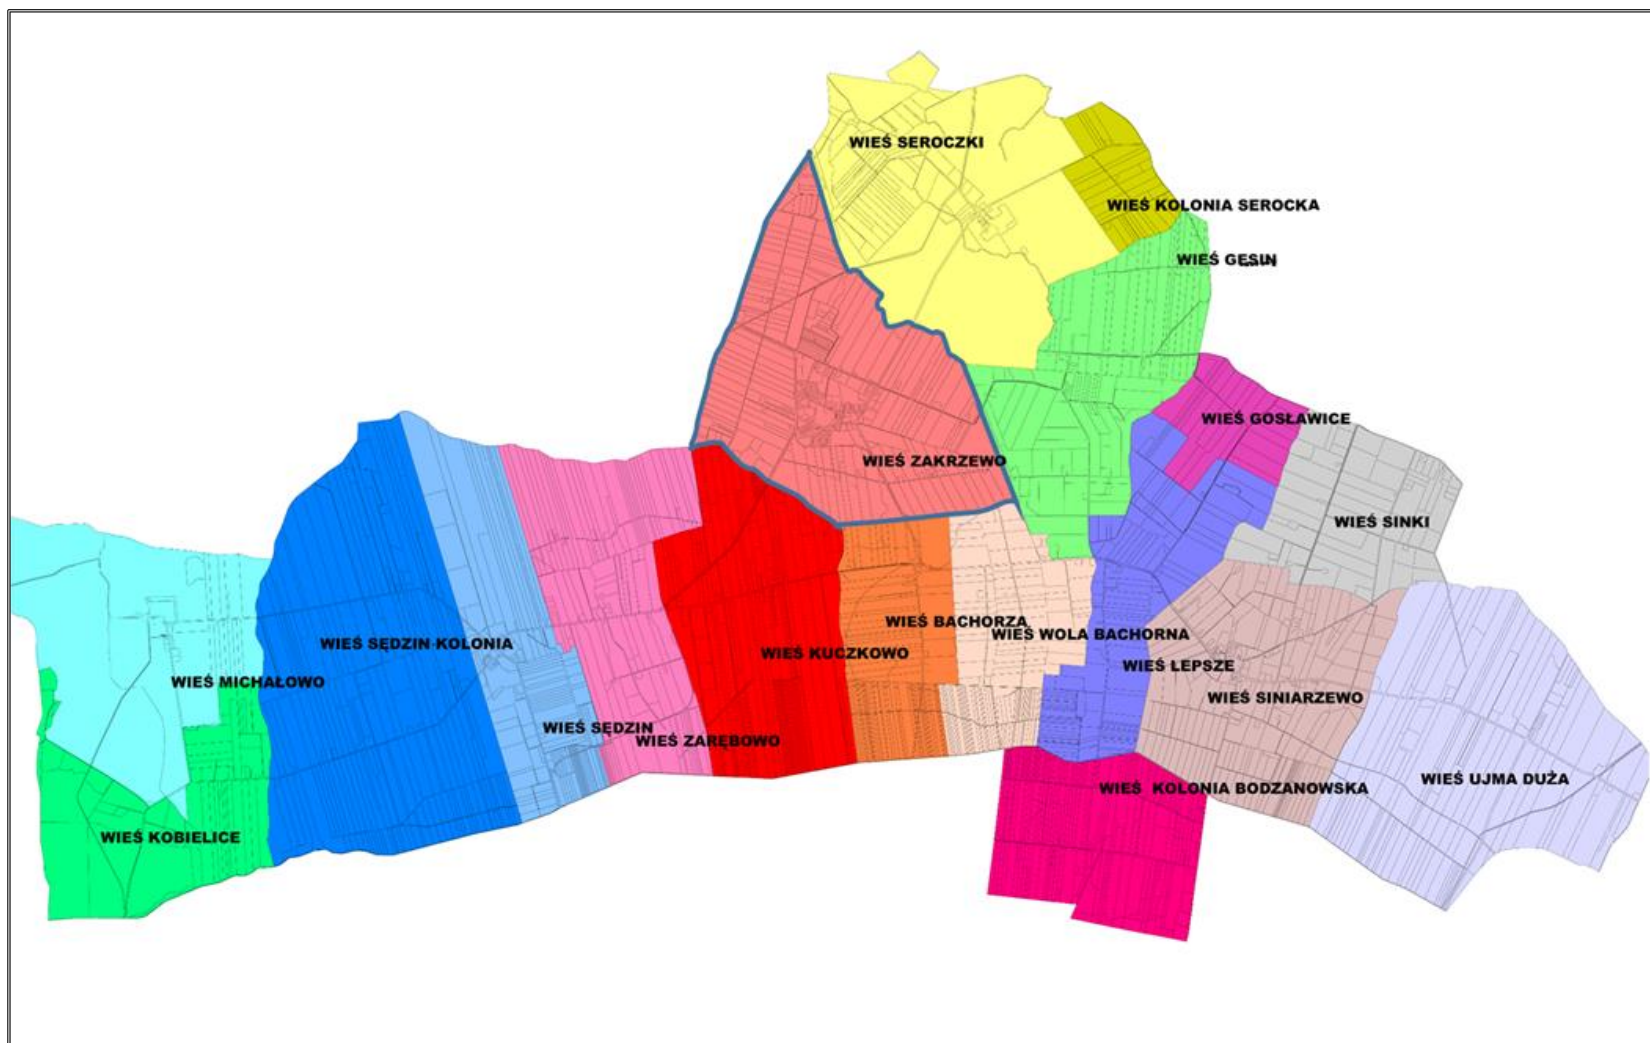 WIEŚ SEROCZKI
WIEŚ KOLONIA SEROCKA
WIEŚ GĘSIN
WIEŚ GOSŁAWICE
WIEŚ ZAKRZEWO
WIEŚ SINKI
WIEŚ BACHORZA
WIEŚ WOLA BACHORNA
WIEŚ SĘDZIN-KOLONIA
WIEŚ KUCZKOWO
WIEŚ LEPSZE
WIEŚ MICHAŁOWO
WIEŚ SINIARZEWO
WIEŚ SĘDZIN
WIEŚ ZARĘBOWO
WIEŚ UJMA DUŻA
WIEŚ KOLONIA BODZANOWSKA
WIEŚ KOBIELICE